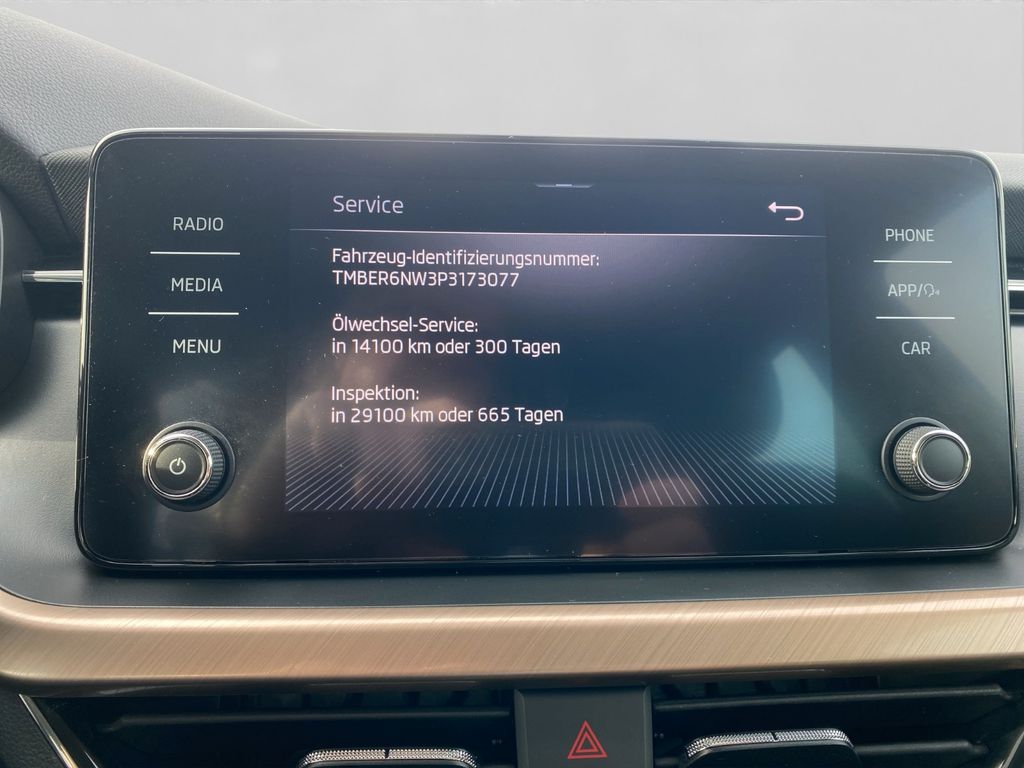 Service
RADIO
MEDIA
MENU
Fahrzeug-Identifizierungsnummer:
TMBER6NW3P3173077
Ölwechsel-Service:
in 14100 km oder 300 Tagen
Inspektion:
in 29100 km oder 665 Tagen
PHONE
APP/
CAR